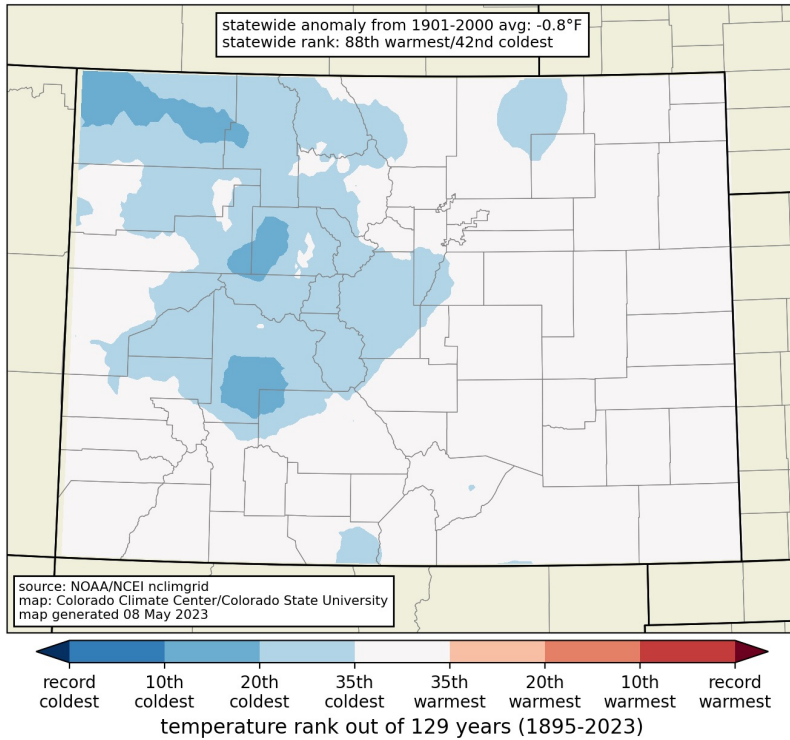 statewide anomaly from 1901-2000 avg: -0.8°F
statewide rank: 88th warmest/42nd coldest
source: NOAA/NCEI nclimgrid
map: Colorado Climate Center/Colorado State University
map generated 08 May 2023
record 10th 20th 35th 35th 20th 10th record
coldest coldest coldest coldest warmest warmest warmest warmest
temperature rank out of 129 years (1895-2023)